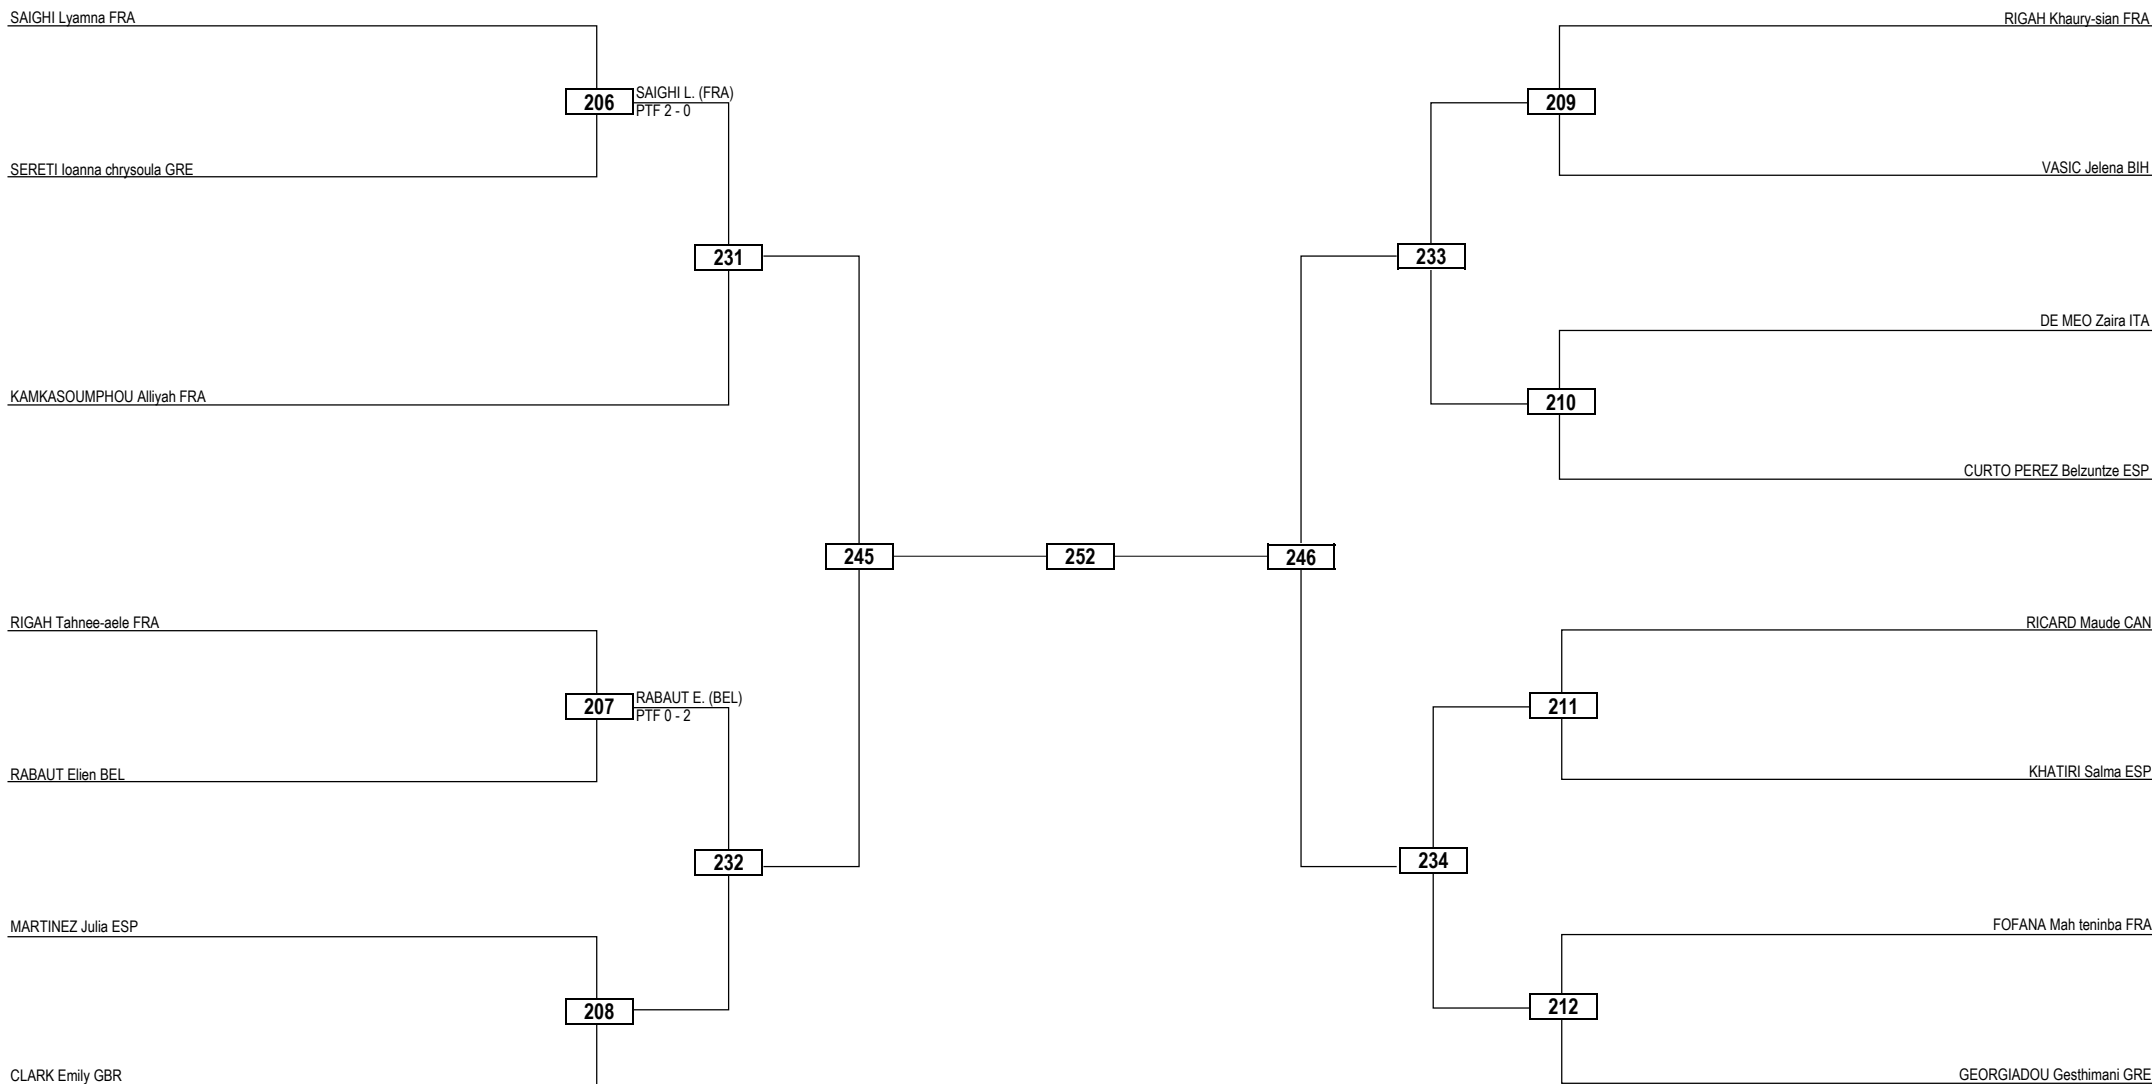 SAIGHI Lyamna FRA
RIGAH Khaury-sian FRA
206
SAIGHI L. (FRA)
PTF 2 - 0
209
SERETI Ioanna chrysoula GRE
VASIC Jelena BIH
231
233
DE MEO Zaira ITA
KAMKASOUMPHOU Alliyah FRA
210
CURTO PEREZ Belzuntze ESP
245
252
246
RIGAH Tahnee-aele FRA
RICARD Maude CAN
207
RABAUT E. (BEL)
PTF 0 - 2
211
RABAUT Elien BEL
KHATIRI Salma ESP
232
234
MARTINEZ Julia ESP
FOFANA Mah teninba FRA
208
212
CLARK Emily GBR
GEORGIADOU Gesthimani GRE